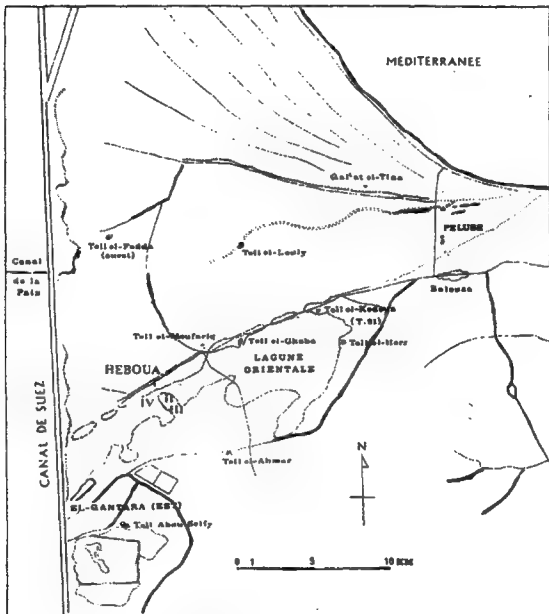 MEDITERRANEE
Qal'at el-Tina
PELUSE
Tell el-Fadda
(ouest)
Tell el-Louly
Canal
de la
Paix
Balouza
Tell el-Kedoua
(T.21)
Tell el-Moufariq
Tell el-Ghaba
Tell el-Herr
LAGUNE
ORIENTALE
HEBOUA
I
II
IV
III
CANAL DE SUEZ
Tell el-Ahmar
N
EL-QANTARA (EST)
Tell Abou Seify
0 1 5 10 KM